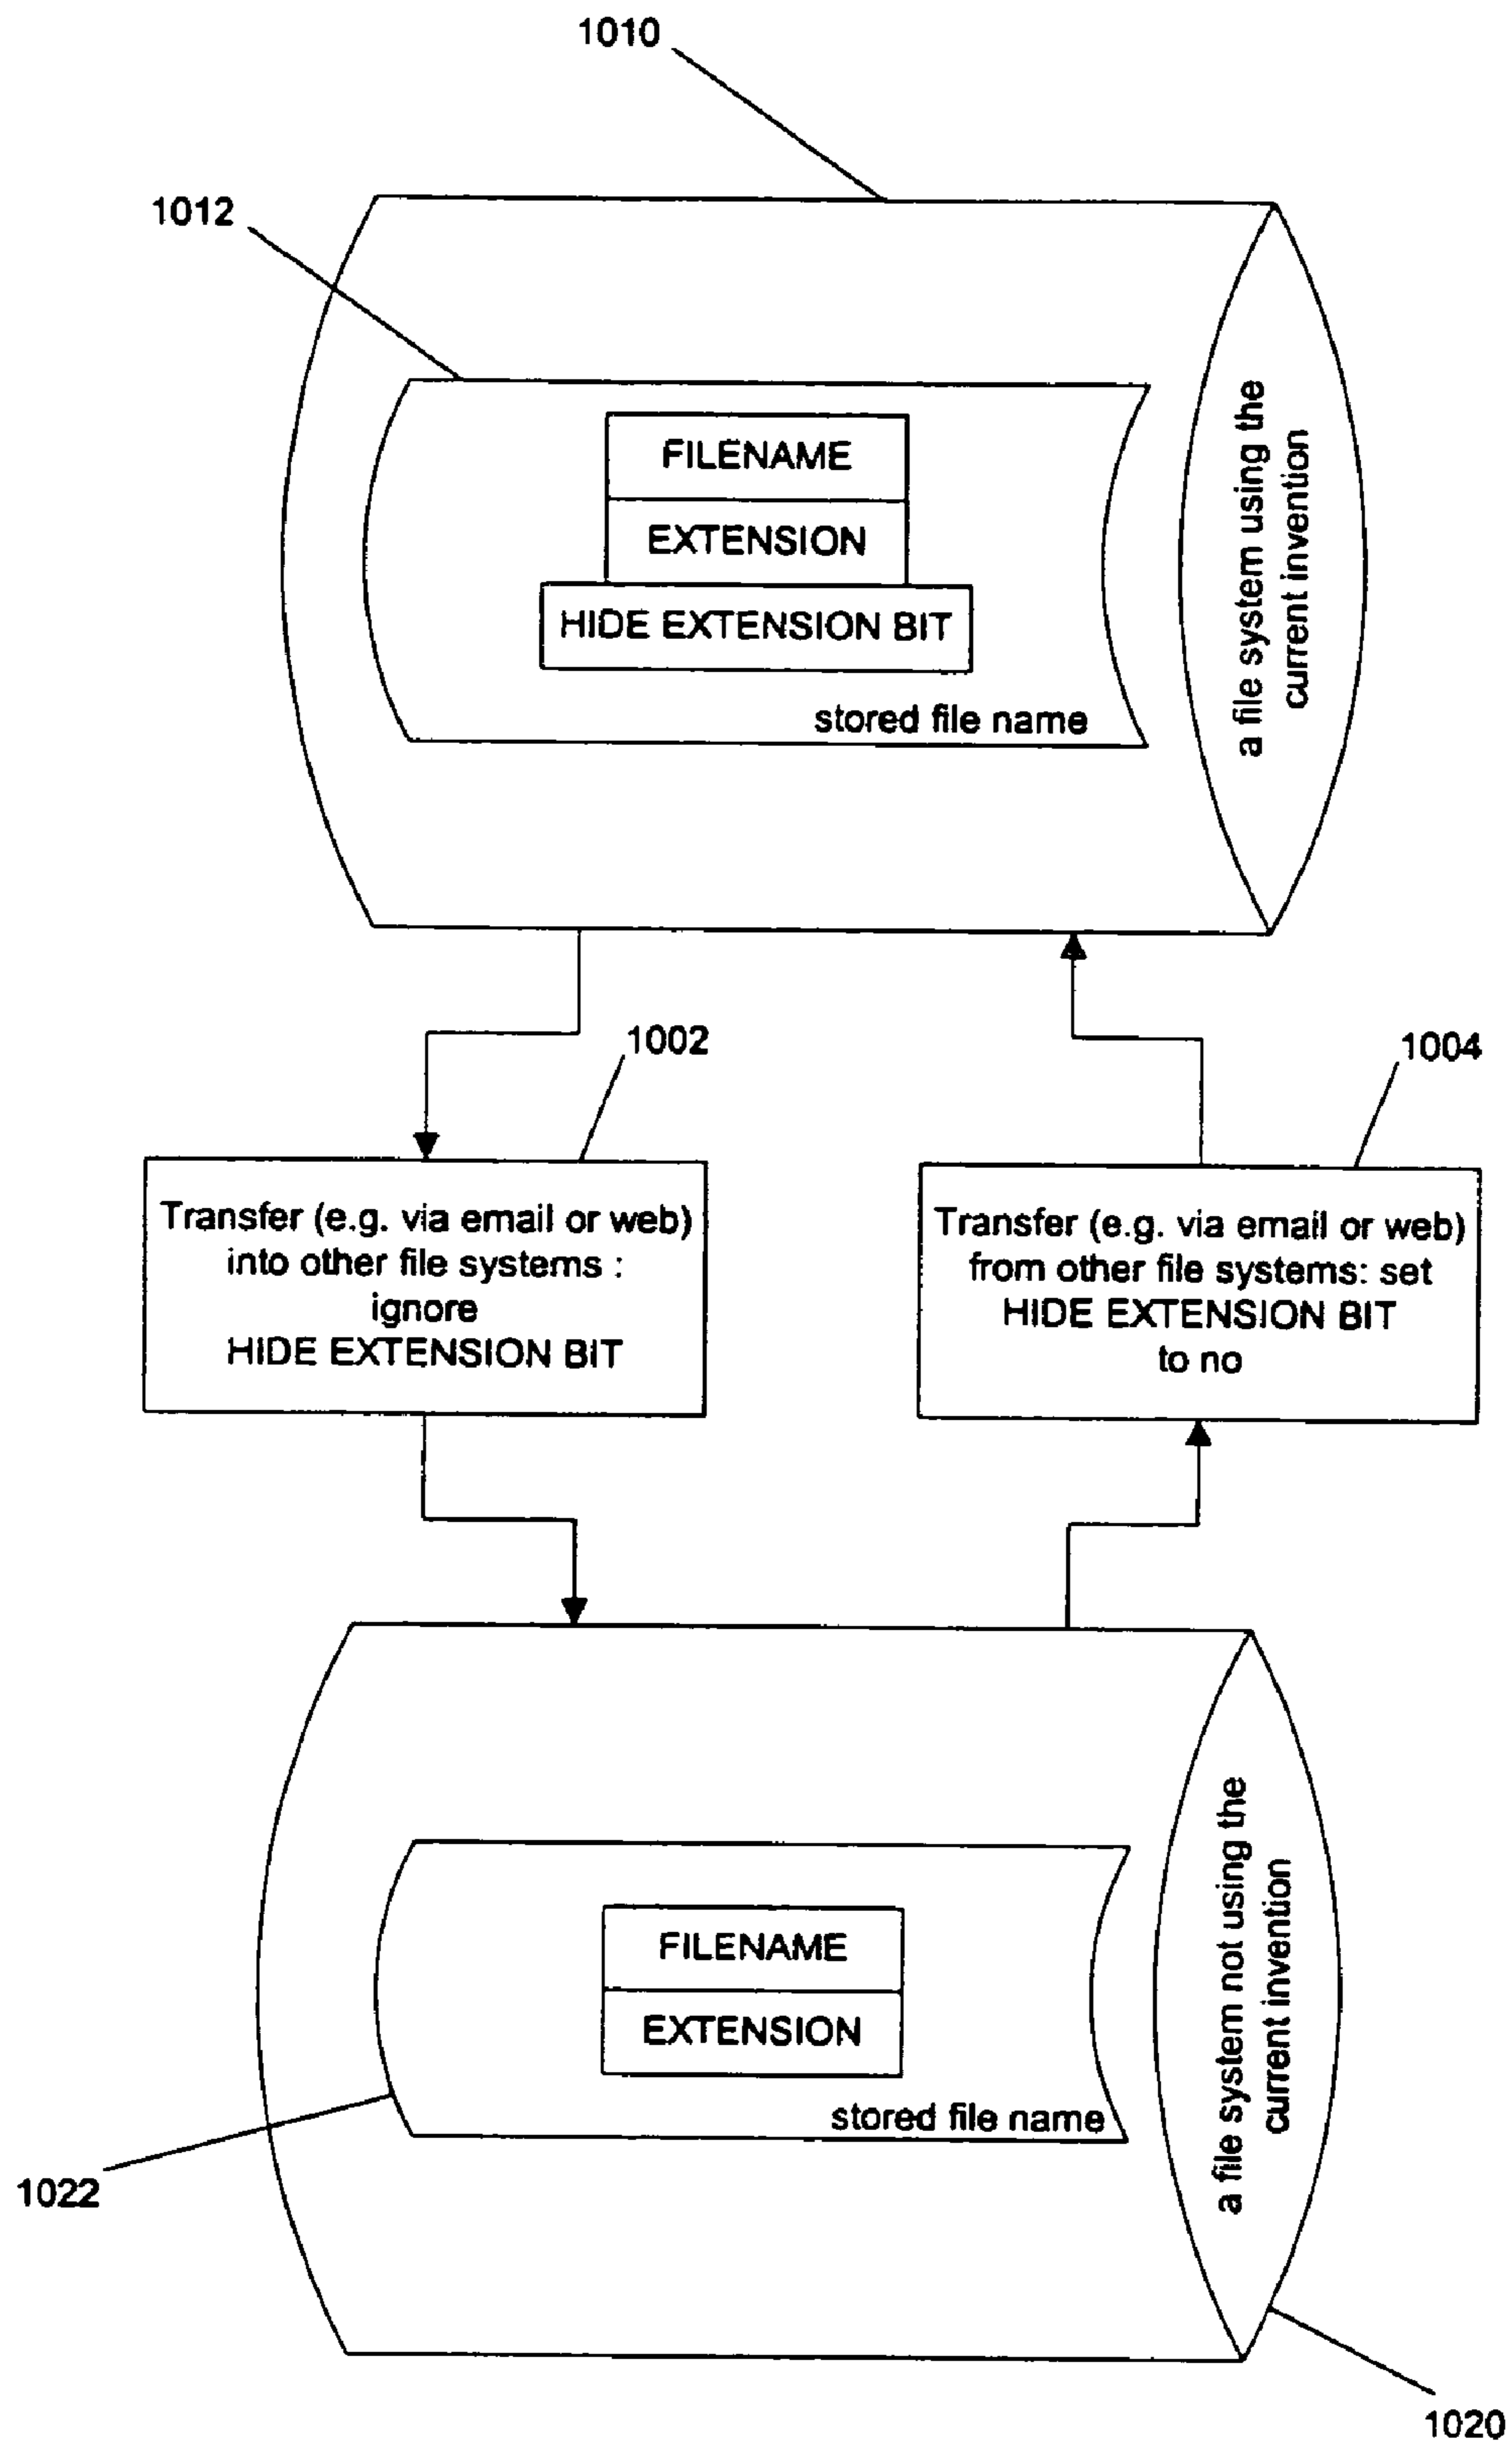 1010
1012
FILENAME
EXTENSION
HIDE EXTENSION BIT
stored file name
a file system using the
current invention
1002
1004
Transfer (e.g. via email or web)
into other file systems :
ignore
HIDE EXTENSION BIT
Transfer (e.g. via email or web)
from other file systems: set
HIDE EXTENSION BIT
to no
FILENAME
EXTENSION
stored file name
a file system not using the
current invention
1022
1020